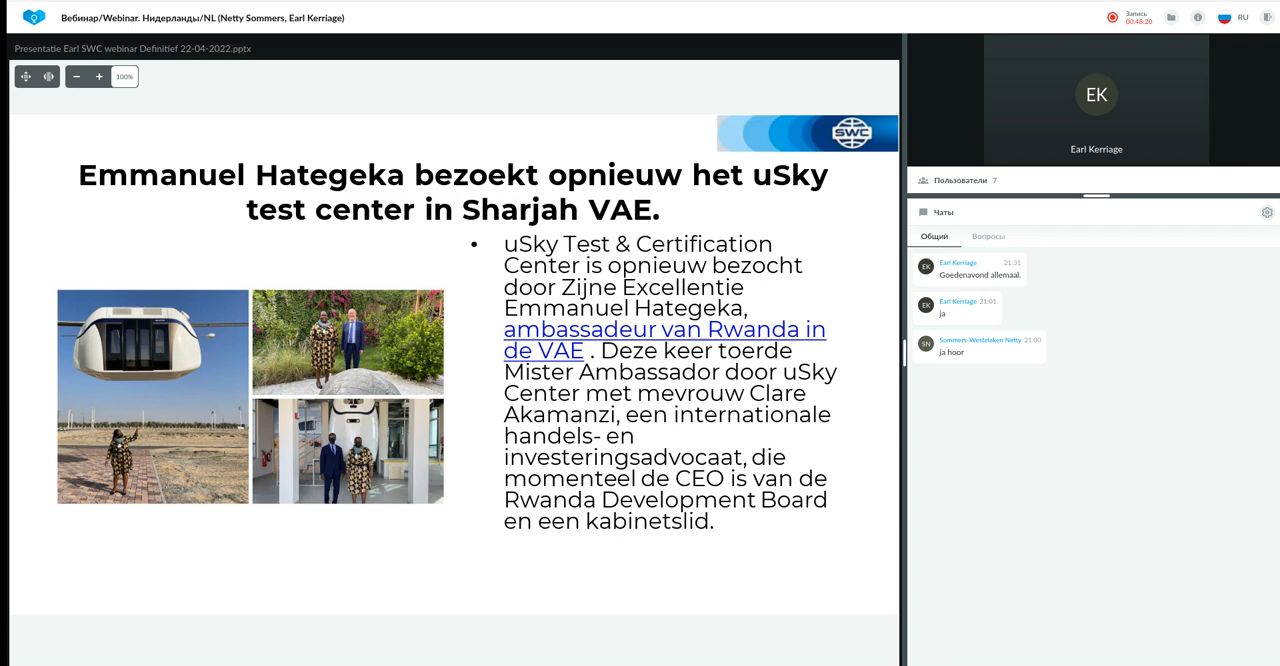 Вебинар/Webinar. Нидерланды/NL (Netty Sommers, Earl Kerriage)
Запись
00:48:20
RU
Presentatie Earl SWC webinar Definitief 22-04-2022.pptx
100%
SWC
Emmanuel Hategeka bezoekt opnieuw het uSky
test center in Sharjah VAE.
• uSky Test & Certification
Center is opnieuw bezocht
door Zijne Excellentie
Emmanuel Hategeka,
ambassadeur van Rwanda in
de VAE . Deze keer toerde
Mister Ambassador door uSky
Center met mevrouw Clare
Akamanzi, een internationale
handels- en
investeringsadvocaat, die
momenteel de CEO is van de
Rwanda Development Board
en een kabinetslid.
EK
Earl Kerriage
Пользователи 7
Чаты
Общий Вопросы
EK Earl Kerriage 21:31
Goedenavond allemaal.
EK Earl Kerriage 21:01
ja
SN Sommers-Westelaken Netty 21:00
ja hoor